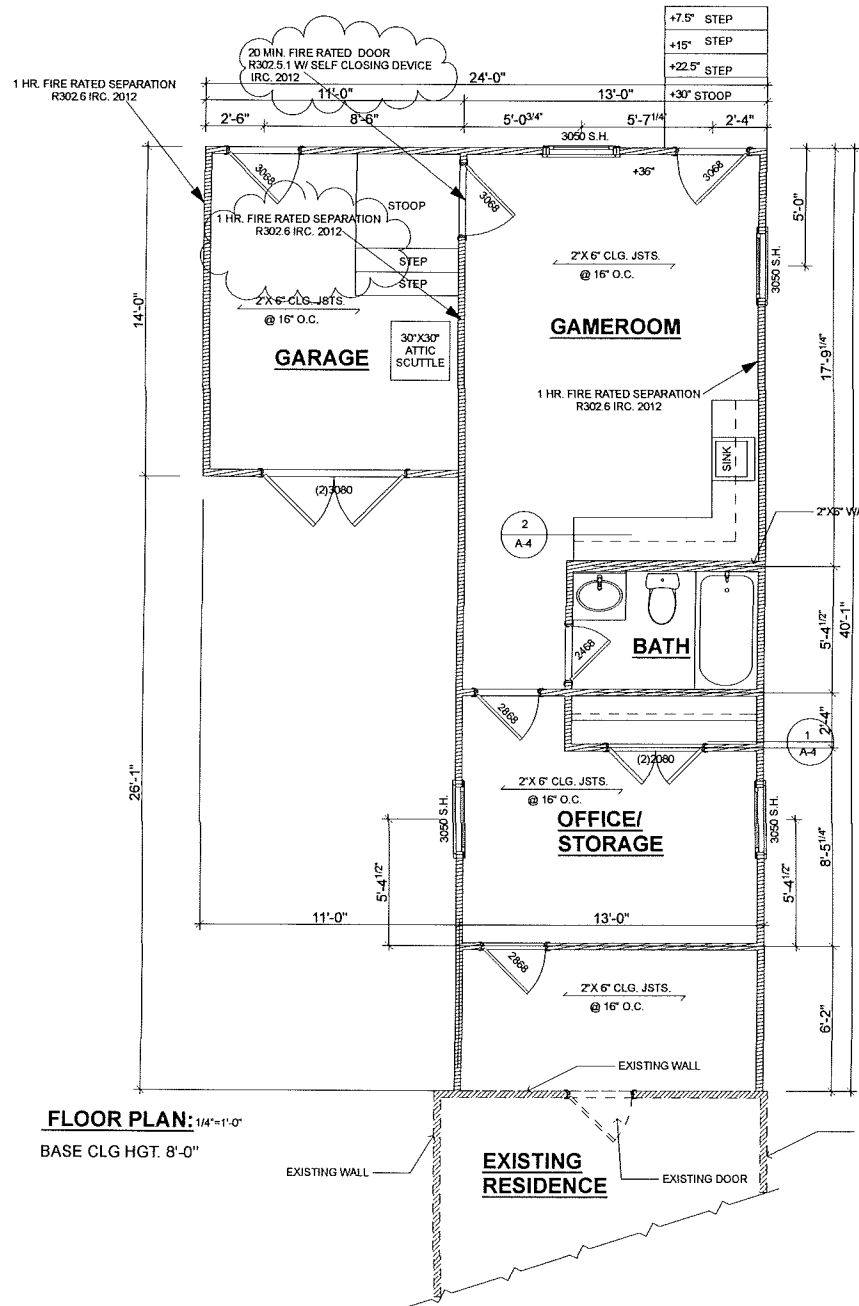 +7.5" STEP
+15" STEP
+22.5" STEP
+30" STOOP
20 MIN. FIRE RATED DOOR
R302.5.1 W/ SELF CLOSING DEVICE
IRC. 2012
1 HR. FIRE RATED SEPARATION
R302.6 IRC. 2012
24'-0"
11'-0"
13'-0"
2'-6"
8'-6"
5'-0 3/4"
5'-7 1/4"
2'-4"
3050 S.H.
3068
3068
+36"
3068
STOOP
1 HR. FIRE RATED SEPARATION
R302.6 IRC. 2012
STEP
STEP
5'-0"
3050 S.H.
2"X 6" CLG. JSTS.
@ 16" O.C.
2"X 6" CLG. JSTS.
@ 16" O.C.
14'-0"
GAMEROOM
GARAGE
30"X30"
ATTIC
SCUTTLE
17'-9 1/4"
1 HR. FIRE RATED SEPARATION
R302.6 IRC. 2012
SINK
(2)3080
2
A-4
2"X6"
BATH
2468
5'-4 1/2"
40'-1"
2868
2'-4"
1
A-4
(2)2080
26'-1"
2"X 6" CLG. JSTS.
@ 16" O.C.
OFFICE/
STORAGE
3050 S.H.
3050 S.H.
5'-4 1/2"
5'-4 1/2"
8'-5 1/4"
11'-0"
13'-0"
2868
2"X 6" CLG. JSTS.
@ 16" O.C.
6'-2"
EXISTING WALL
FLOOR PLAN: 1/4"=1'-0"
BASE CLG HGT. 8'-0"
EXISTING WALL
EXISTING
RESIDENCE
EXISTING DOOR